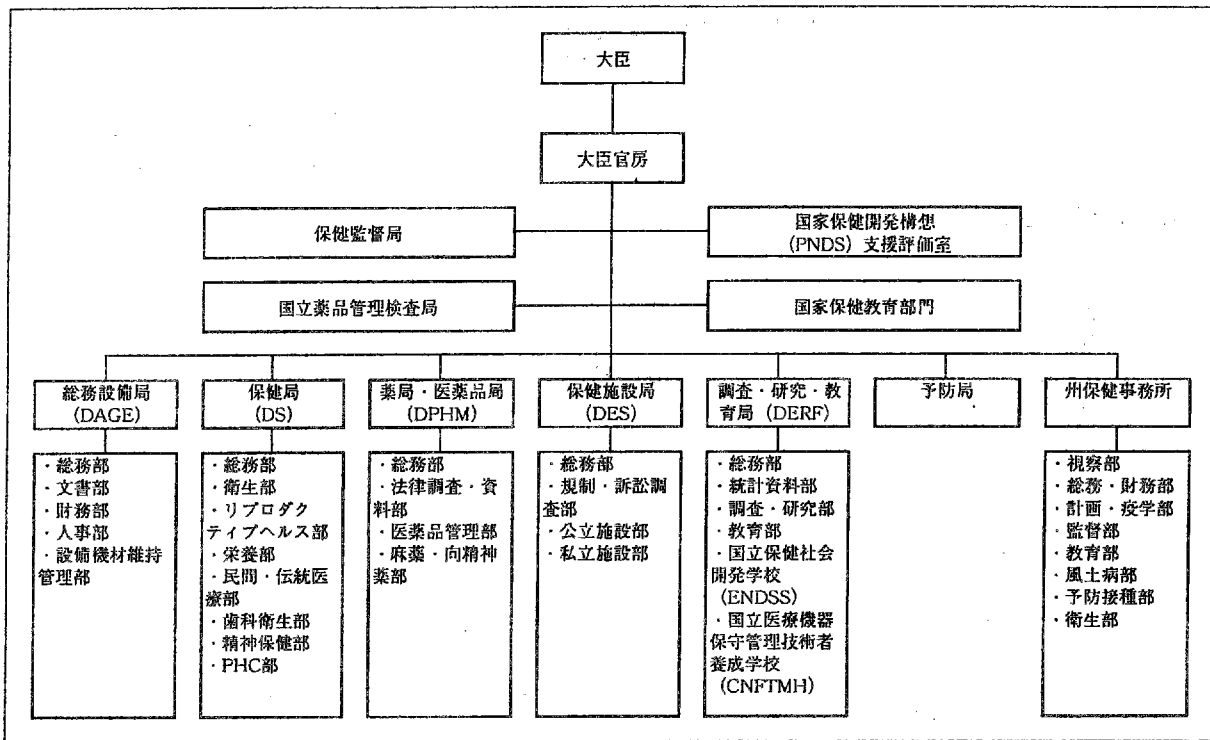 大臣
大臣官房
保健監督局
国家保健開発構想
(PNDS) 支援評価室
国立薬品管理検査局
国家保健教育部門
総務設備局
(DAGE)
保健局
(DS)
薬局・医薬品局
(DPHM)
保健施設局
(DES)
調査・研究・教
育局 (DERF)
予防局
州保健事務所
・総務部
・文書部
・財務部
・人事部
・設備機材維持
管理部
・総務部
・衛生部
・リプロダク
ティブヘルス部
・栄養部
・民間・伝統医
療部
・歯科衛生部
・精神保健部
・PHC部
・総務部
・法律調査・資
料部
・医薬品管理部
・麻薬・向精神
薬部
・総務部
・規制・訴訟調
査部
・公立施設部
・私立施設部
・総務部
・統計資料部
・調査・研究部
・教育部
・国立保健社会
開発学校
(ENDSS)
・国立医療機器
保守管理技術者
養成学校
(CNFTMH)
・視察部
・総務・財務部
・計画・疫学部
・監督部
・教育部
・風土病部
・予防接種部
・衛生部